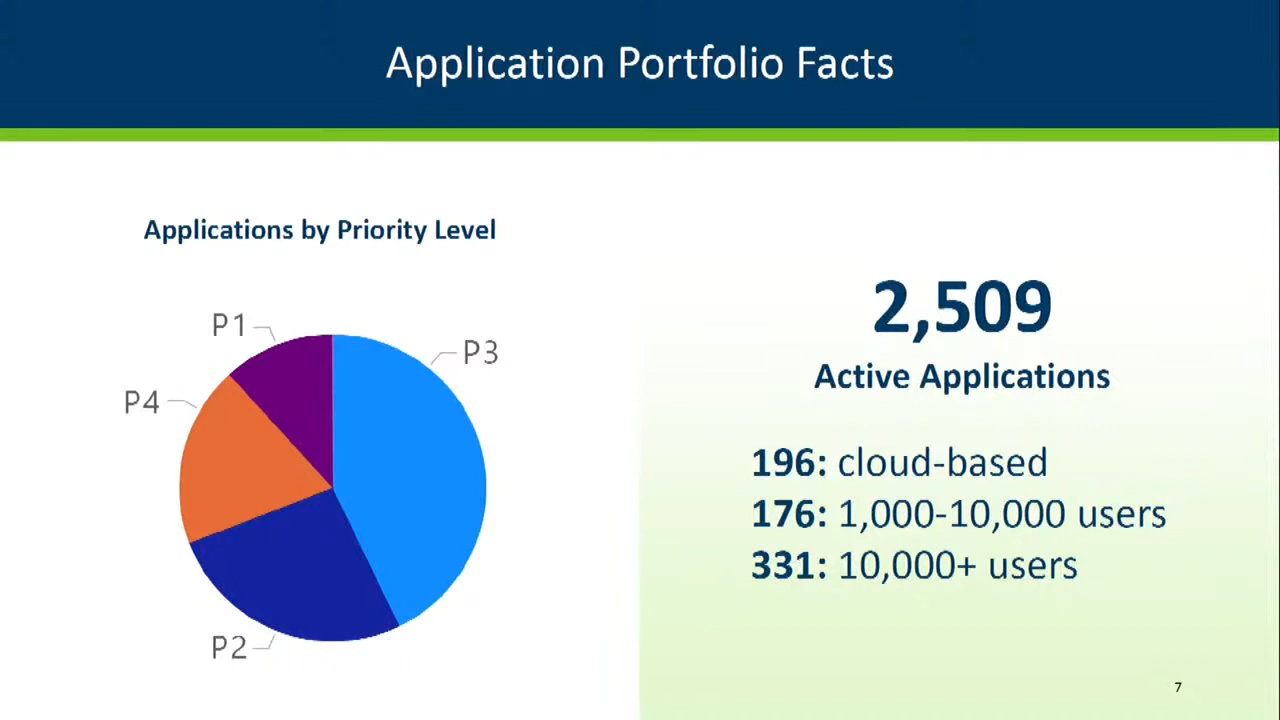 Application Portfolio Facts
Applications by Priority Level
P1
P3
P4
P2
2,509
Active Applications
196: cloud-based
176: 1,000-10,000 users
331: 10,000+ users
7